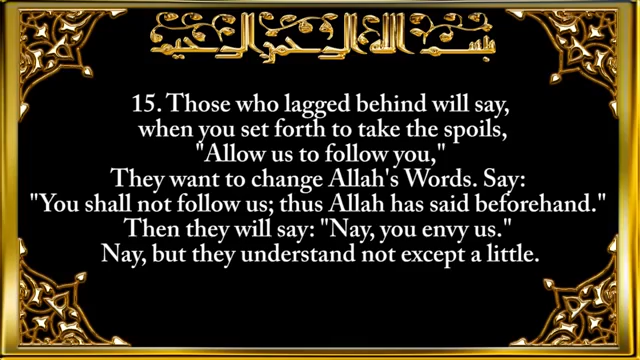 بسم الله الرحمن الرحيم
15. Those who lagged behind will say,
when you set forth to take the spoils,
"Allow us to follow you,"
They want to change Allah's Words. Say:
"You shall not follow us; thus Allah has said beforehand."
Then they will say: "Nay, you envy us."
Nay, but they understand not except a little.